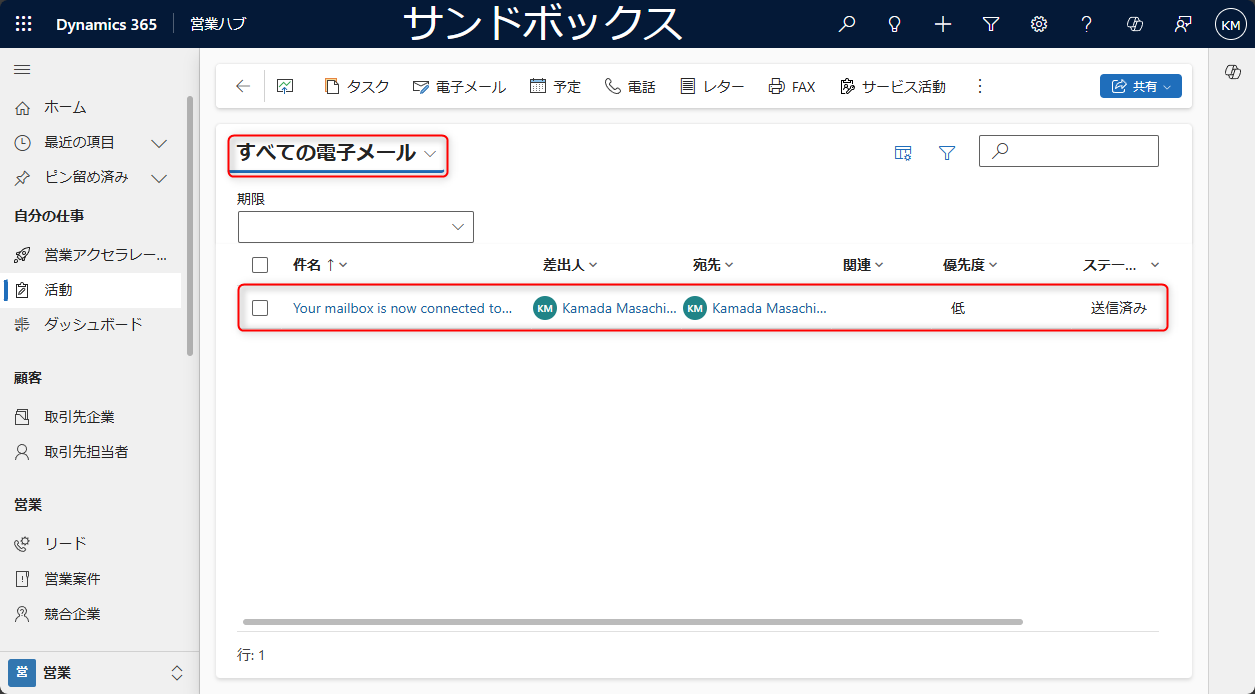 Dynamics 365 営業ハブ サンドボックス KM
ホーム
最近の項目
ピン留め済み
自分の仕事
営業アクセラレー...
活動
ダッシュボード
顧客
取引先企業
取引先担当者
営業
リード
営業案件
競合企業
営 営業
タスク 電子メール 予定 電話 レター FAX サービス活動 共有
すべての電子メール
期限
件名 ↑ 差出人 宛先 関連 優先度 ステー...
Your mailbox is now connected to... KM Kamada Masachi... KM Kamada Masachi... 低 送信済み
行: 1